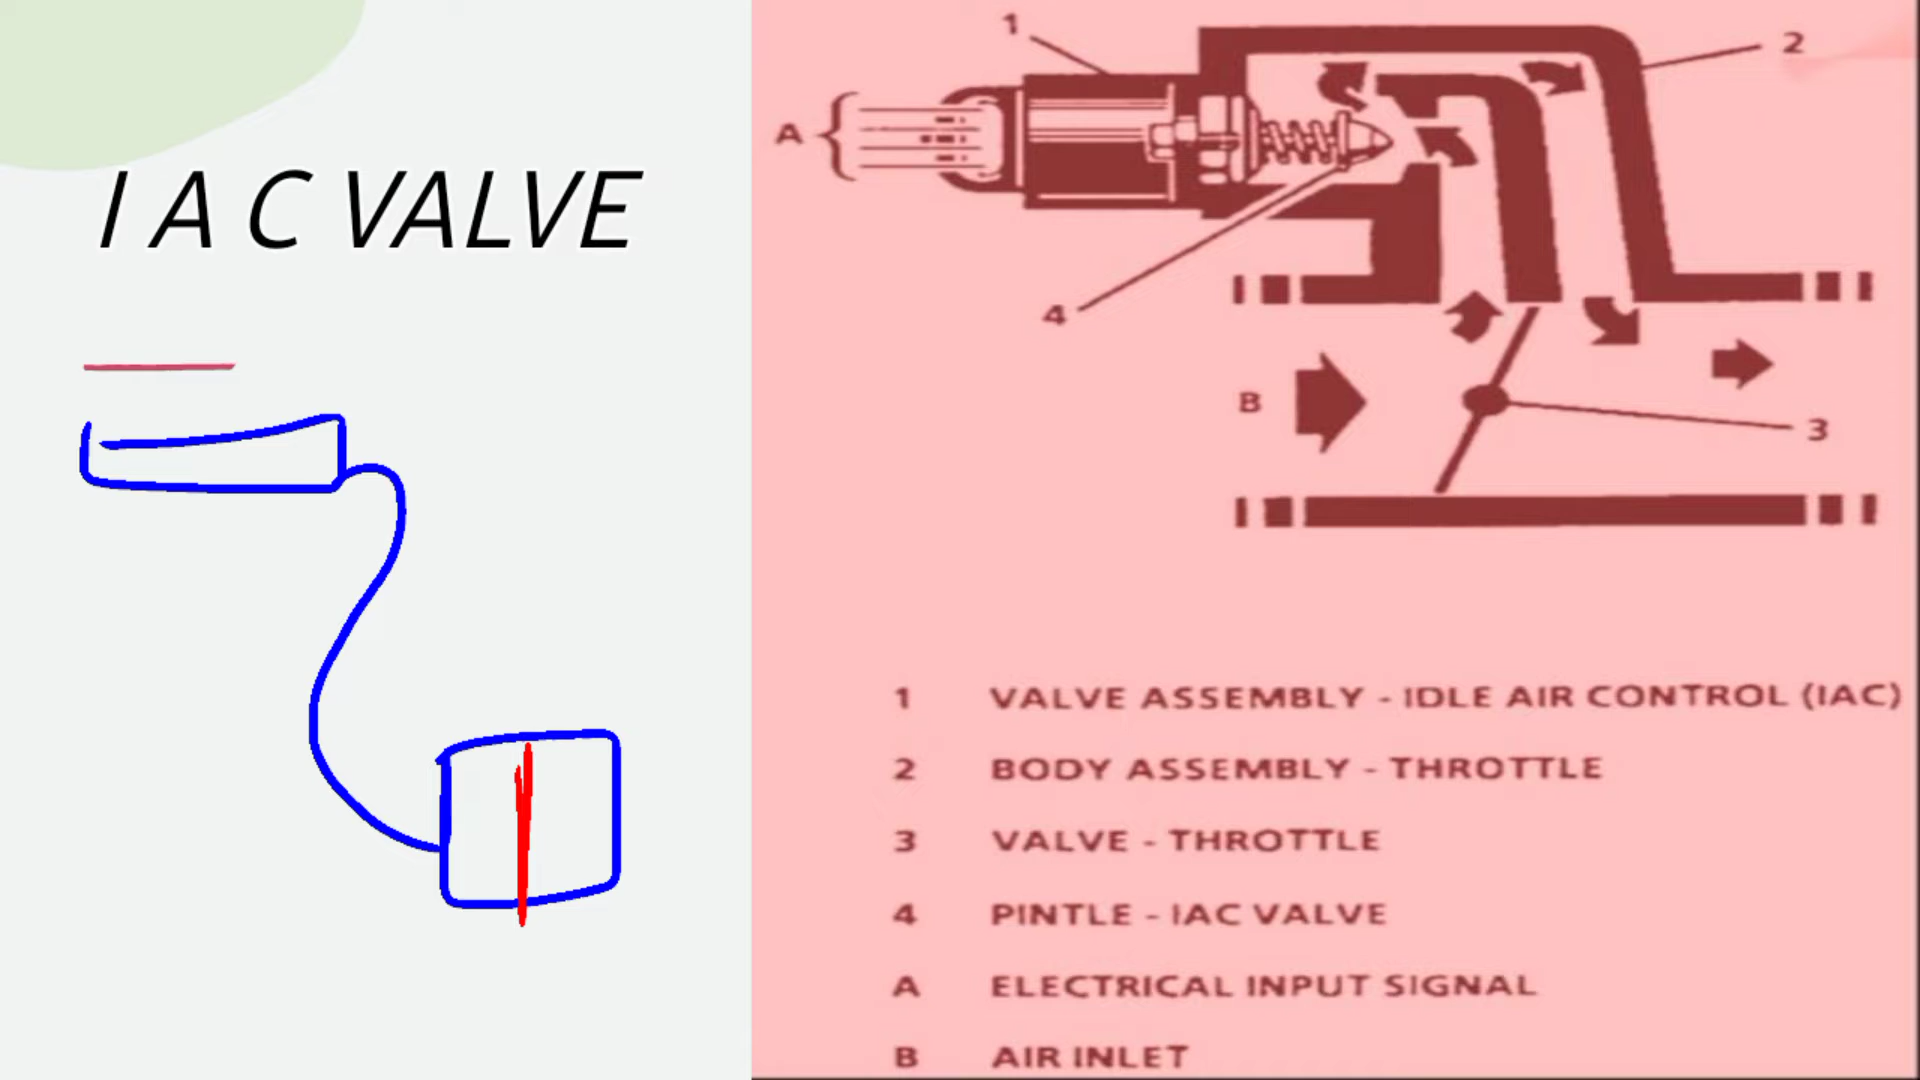 I A C VALVE
1
2
A
4
B
3
1 VALVE ASSEMBLY - IDLE AIR CONTROL (IAC)
2 BODY ASSEMBLY - THROTTLE
3 VALVE - THROTTLE
4 PINTLE - IAC VALVE
A ELECTRICAL INPUT SIGNAL
B AIR INLET